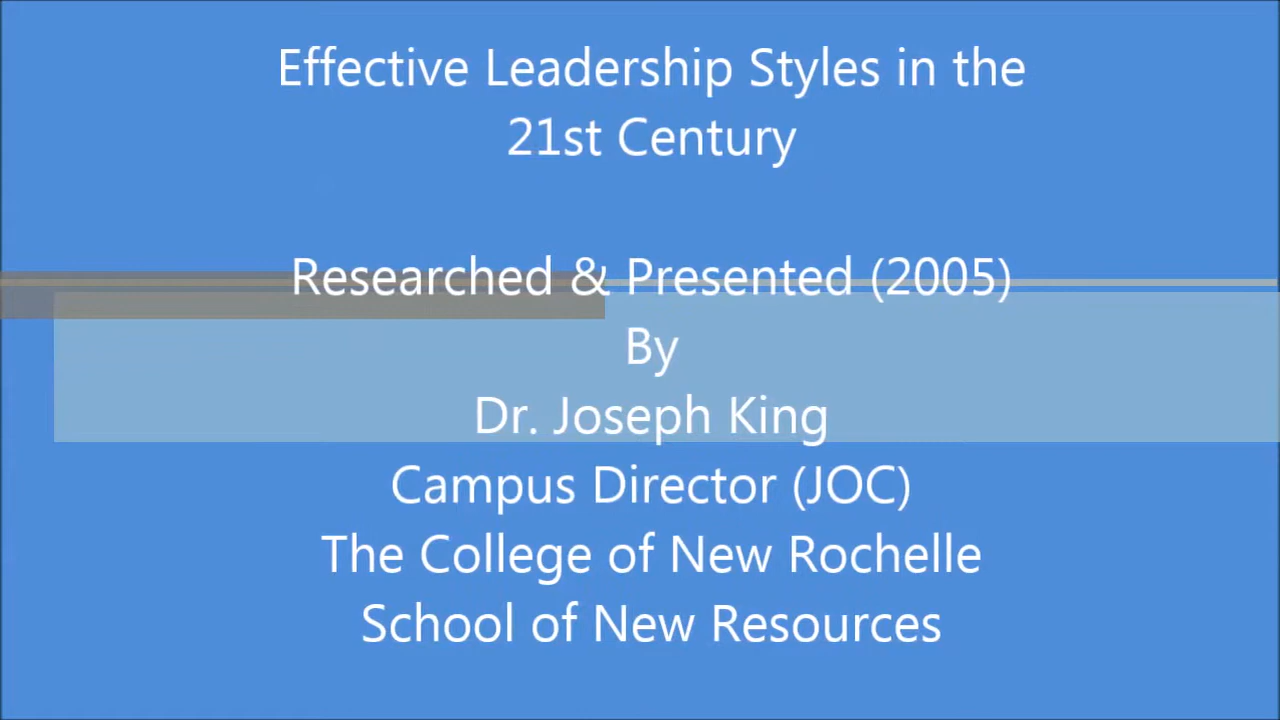 Effective Leadership Styles in the
21st Century
Researched & Presented (2005)
By
Dr. Joseph King
Campus Director (JOC)
The College of New Rochelle
School of New Resources